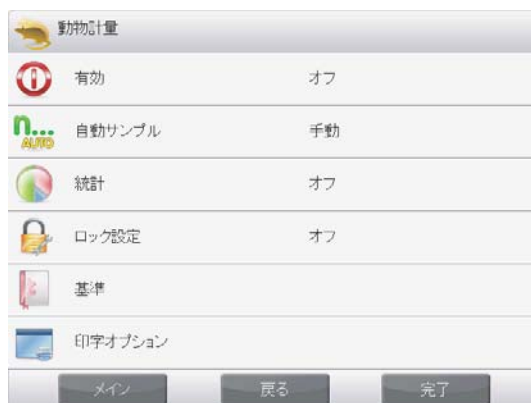 動物計量
有効 オフ
n... AUTO 自動サンプル 手動
統計 オフ
ロック設定 オフ
基準
印字オプション
メイン 戻る 完了